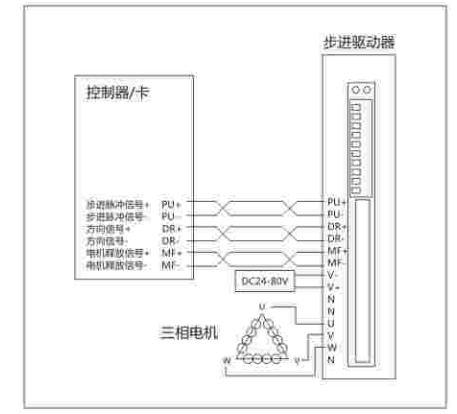 步进驱动器
控制器/卡
步进脉冲信号+ PU+
步进脉冲信号- PU-
方向信号+ DR+
方向信号- DR-
电机释放信号+ MF+
电机释放信号- MF-
PU+
PU-
DR+
DR-
MF+
MF-
V-
V+
N
N
U
V
W
N
DC24-80V
三相电机
U
W
V